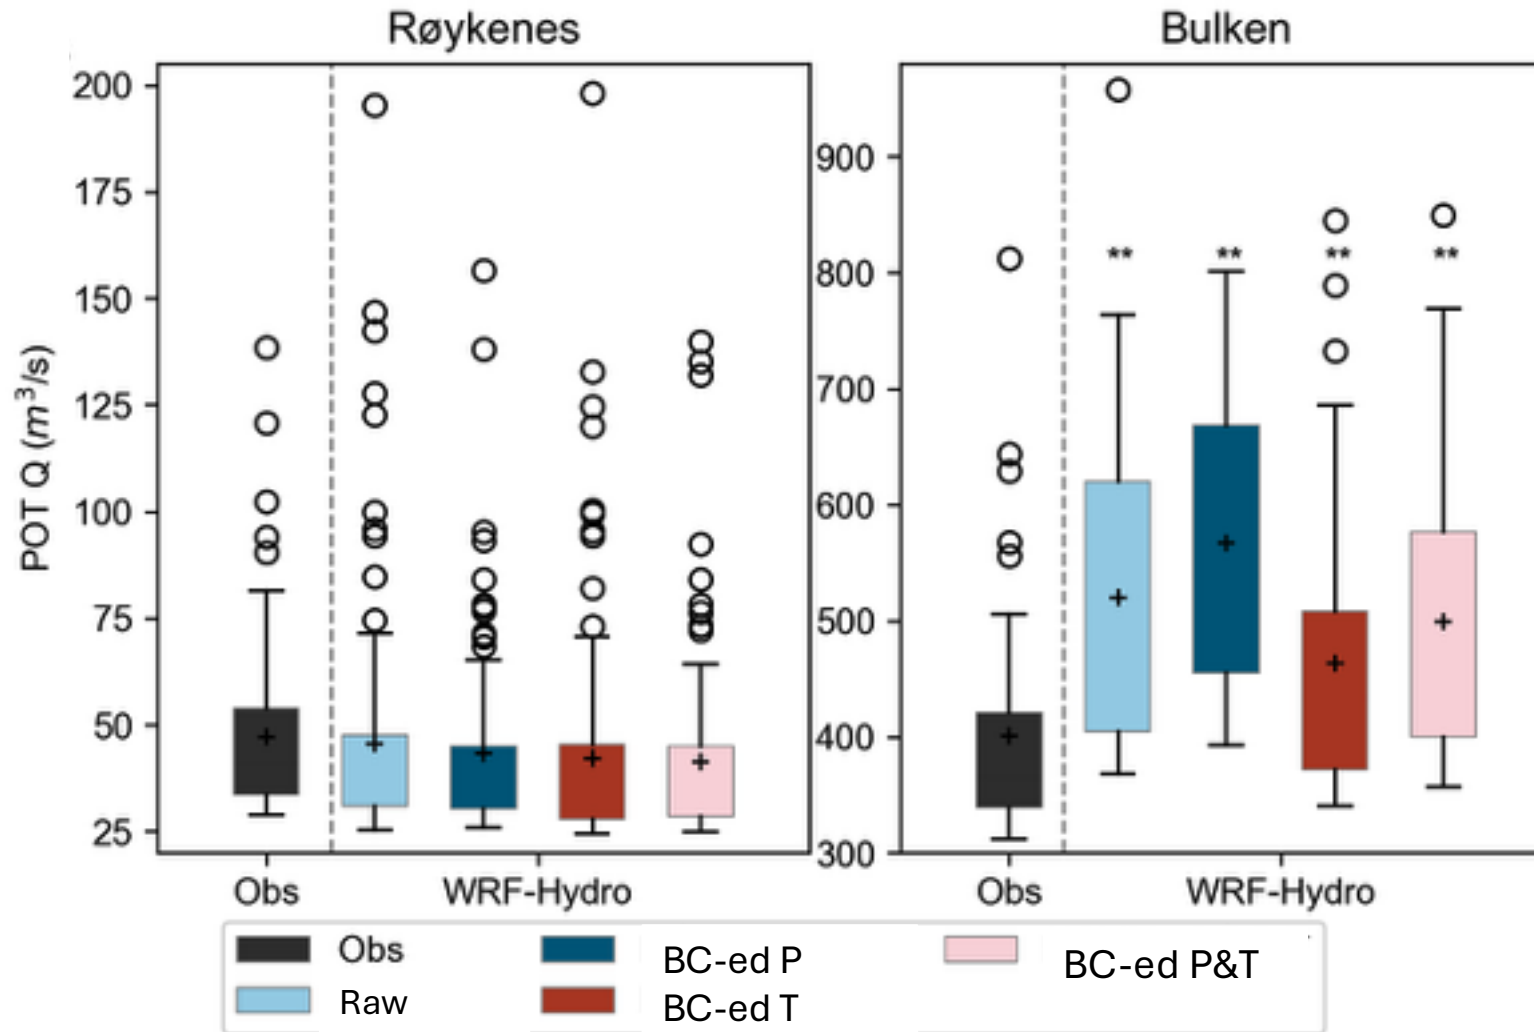 Røykenes
Bulken
POT Q (m³/s)
200
175
150
125
100
75
50
25
900
800
700
600
500
400
300
**
**
**
**
Obs
WRF-Hydro
Obs
WRF-Hydro
Obs
BC-ed P
BC-ed P&T
Raw
BC-ed T